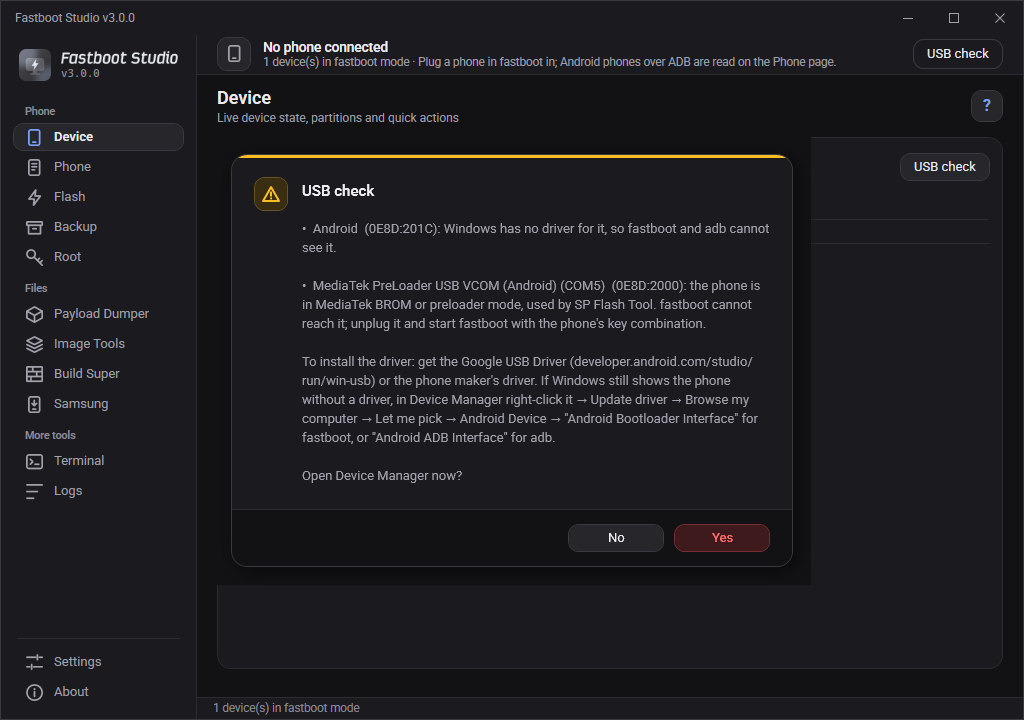 Fastboot Studio v3.0.0
Fastboot Studio
v3.0.0
Phone
Device
Phone
Flash
Backup
Root
Files
Payload Dumper
Image Tools
Build Super
Samsung
More tools
Terminal
Logs
Settings
About
No phone connected
1 device(s) in fastboot mode · Plug a phone in fastboot in; Android phones over ADB are read on the Phone page.
USB check
Device
Live device state, partitions and quick actions
?
USB check
USB check
• Android (0E8D:201C): Windows has no driver for it, so fastboot and adb cannot
see it.
• MediaTek PreLoader USB VCOM (Android) (COM5) (0E8D:2000): the phone is
in MediaTek BROM or preloader mode, used by SP Flash Tool. fastboot cannot
reach it; unplug it and start fastboot with the phone's key combination.
To install the driver: get the Google USB Driver (developer.android.com/studio/
run/win-usb) or the phone maker's driver. If Windows still shows the phone
without a driver, in Device Manager right-click it → Update driver → Browse my
computer → Let me pick → Android Device → "Android Bootloader Interface" for
fastboot, or "Android ADB Interface" for adb.
Open Device Manager now?
No
Yes
1 device(s) in fastboot mode